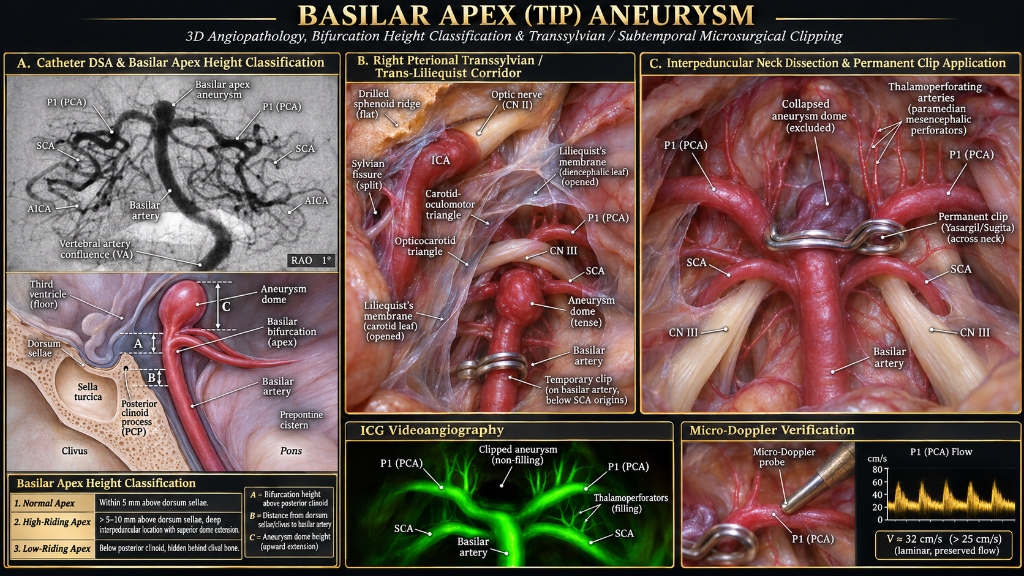 BASILAR APEX (TIP) ANEURYSM
3D Angiopathology, Bifurcation Height Classification & Transsylvian / Subtemporal Microsurgical Clipping
A. Catheter DSA & Basilar Apex Height Classification
P1 (PCA)
Basilar apex
aneurysm
P1 (PCA)
SCA
SCA
AICA
Basilar
artery
AICA
Vertebral artery
confluence (VA)
RAO 1°
Third
ventricle
(floor)
C
Aneurysm
dome
A
Basilar
bifurcation
(apex)
Dorsum
sellae
B
Sella
turcica
Basilar
artery
Posterior
clinoid
process
(PCP)
Prepontine
cistern
Clivus
Pons
Basilar Apex Height Classification
1. Normal Apex
Within 5 mm above dorsum sellae.
2. High-Riding Apex
> 5–10 mm above dorsum sellae, deep
interpeduncular location with superior dome extension.
3. Low-Riding Apex
Below posterior clinoid, hidden behind clival bone.
A = Bifurcation height
above posterior clinoid
B = Distance from dorsum
sellae/clivus to basilar artery
C = Aneurysm dome height
(upward extension)
B. Right Pterional Transsylvian /
Trans-Liliequist Corridor
Drilled
sphenoid ridge
(flat)
Optic nerve
(CN II)
ICA
Liliequist's
membrane
(diencephalic leaf)
(opened)
Sylvian
fissure
(split)
Carotid-
oculomotor
triangle
P1 (PCA)
Opticocarotid
triangle
CN III
SCA
Liliequist's
membrane
(carotid leaf)
(opened)
Aneurysm
dome
(tense)
Basilar
artery
Temporary clip
(on basilar artery,
below SCA origins)
C. Interpeduncular Neck Dissection & Permanent Clip Application
Collapsed
aneurysm dome
(excluded)
Thalamoperforating
arteries
(paramedian
mesencephalic
perforators)
P1 (PCA)
P1 (PCA)
Permanent clip
(Yasargil/Sugita)
(across neck)
SCA
SCA
CN III
CN III
Basilar
artery
ICG Videoangiography
P1 (PCA)
Clipped aneurysm
(non-filling)
P1 (PCA)
Thalamoperforators
(filling)
SCA
SCA
Basilar
artery
Micro-Doppler Verification
Micro-Doppler
probe
P1 (PCA)
P1 (PCA) Flow
cm/s
80
60
40
20
0
V ≈ 32 cm/s (> 25 cm/s)
(laminar, preserved flow)